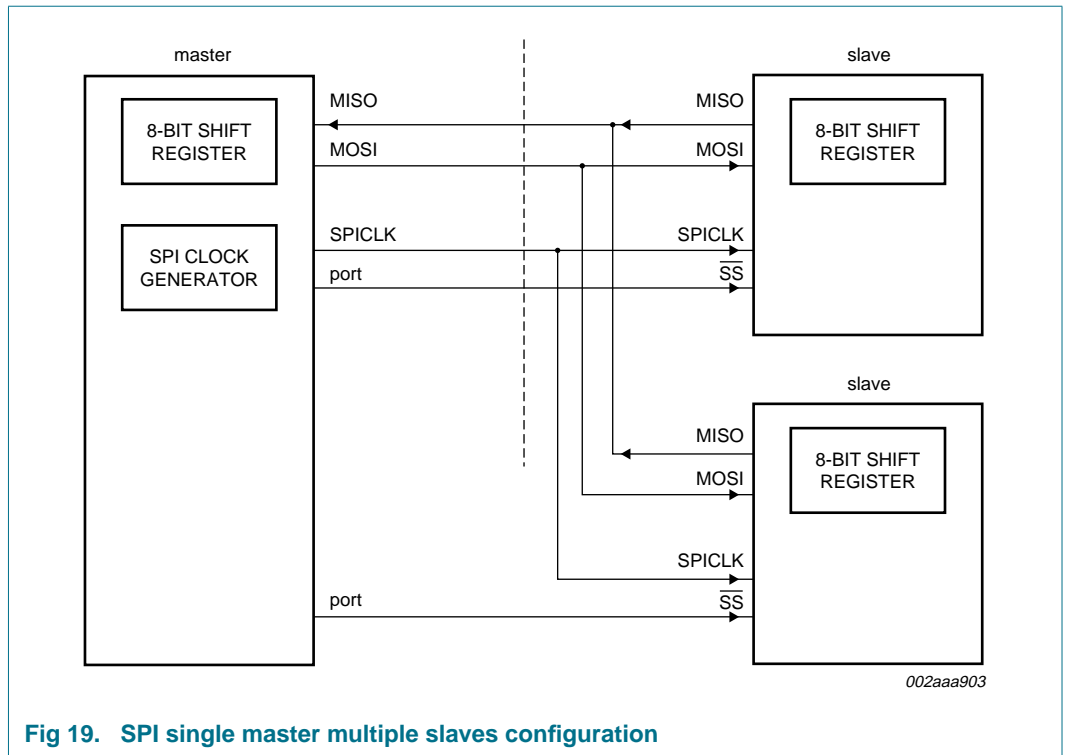 master
slave
8-BIT SHIFT
REGISTER
MISO
MOSI
SPI CLOCK
GENERATOR
SPICLK
port
MISO
MOSI
SPICLK
SS
8-BIT SHIFT
REGISTER
slave
MISO
MOSI
SPICLK
SS
8-BIT SHIFT
REGISTER
port
002aaa903
Fig 19. SPI single master multiple slaves configuration